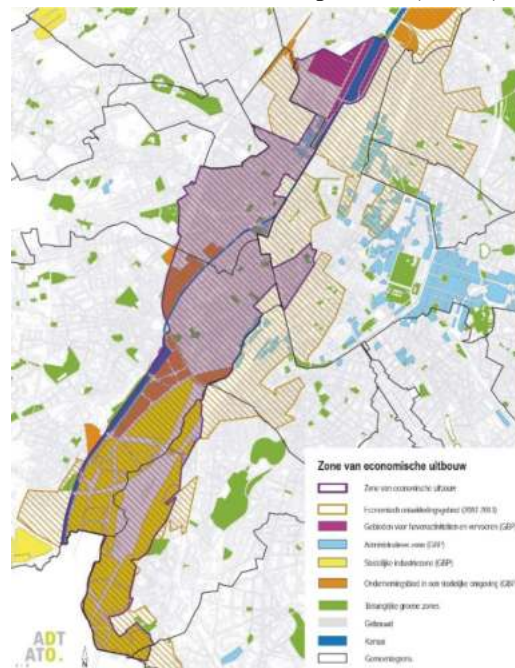 Zone van economische uitbouw
Zone van economische uitbouw
Economisch ontwikkelingsgebied (2007-2013)
Gebieden voor havenactiviteiten en vervoer (GBP)
Administratieve zone (GBP)
Stedelijke industriezone (GBP)
Ondernemingsgebied in een stedelijke omgeving (GBP
Belangrijke groene zones
Gebouwd
Kanaal
Gemeentegrens
ADT
ATO.
N